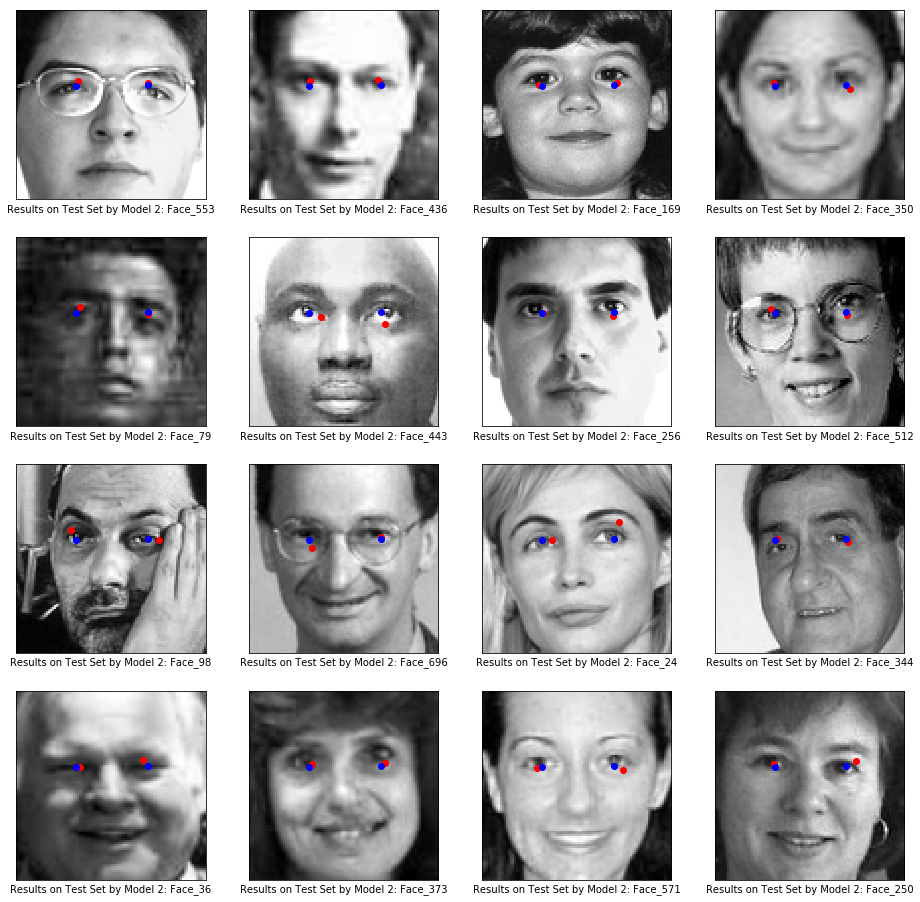 Results on Test Set by Model 2: Face_553
Results on Test Set by Model 2: Face_436
Results on Test Set by Model 2: Face_169
Results on Test Set by Model 2: Face_350
Results on Test Set by Model 2: Face_79
Results on Test Set by Model 2: Face_443
Results on Test Set by Model 2: Face_256
Results on Test Set by Model 2: Face_512
Results on Test Set by Model 2: Face_98
Results on Test Set by Model 2: Face_696
Results on Test Set by Model 2: Face_24
Results on Test Set by Model 2: Face_344
Results on Test Set by Model 2: Face_36
Results on Test Set by Model 2: Face_373
Results on Test Set by Model 2: Face_571
Results on Test Set by Model 2: Face_250